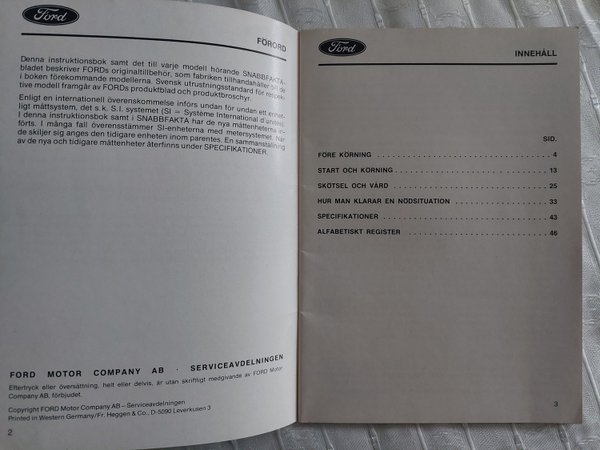 Ford
FÖRORD
Denna instruktionsbok samt det till varje modell hörande SNABBFAKTA-
bladet beskriver FORDs originaltillbehör, som fabriken tillhandahåller till de
i boken förekommande modellerna. Svensk utrustningsstandard för respek-
tive modell framgår av FORDs produktblad och produktbroschyr.
Enligt en internationell överenskommelse införs undan för undan ett enhet-
ligt måttsystem, det s.k. S.I. systemet (SI = Système International d'unités).
I denna instruktionsbok samt i SNABBFAKTA har de nya måttenheterna in-
förts. I många fall överensstämmer SI-enheterna med metersystemet. När
de skiljer sig anges den tidigare enheten inom parentes. En sammanställning
av de nya och tidigare måttenheter återfinns under SPECIFIKATIONER.
FORD MOTOR COMPANY AB · SERVICEAVDELNINGEN
Eftertryck eller översättning, helt eller delvis, är utan skriftligt medgivande av FORD Motor
Company AB, förbjudet.
Copyright FORD Motor Company AB – Serviceavdelningen
Printed in Western Germany/Fr. Heggen & Co., D-5090 Leverkusen 3
2
Ford
INNEHÅLL
SID.
FÖRE KÖRNING . . . . . . . . . . . . . . . . . . . . . . . . . . . . 4
START OCH KÖRNING . . . . . . . . . . . . . . . . . . . . . . . . 13
SKÖTSEL OCH VÅRD . . . . . . . . . . . . . . . . . . . . . . . . 25
HUR MAN KLARAR EN NÖDSITUATION . . . . . . . . . . . . . . . 33
SPECIFIKATIONER . . . . . . . . . . . . . . . . . . . . . . . . . . 43
ALFABETISKT REGISTER . . . . . . . . . . . . . . . . . . . . . . 46
3